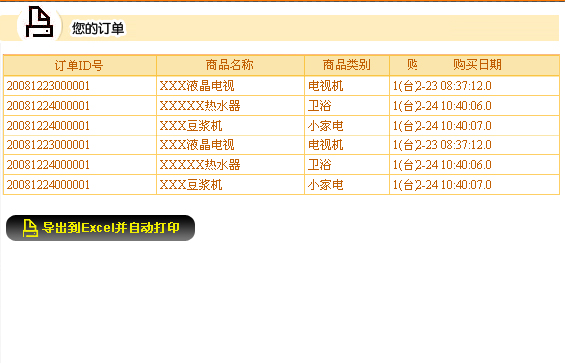 您的订单
订单ID号 商品名称 商品类别 购 购买日期
20081223000001 XXX液晶电视 电视机 1(台2-23 08:37:12.0
20081224000001 XXXXX热水器 卫浴 1(台2-24 10:40:06.0
20081224000001 XXX豆浆机 小家电 1(台2-24 10:40:07.0
20081223000001 XXX液晶电视 电视机 1(台2-23 08:37:12.0
20081224000001 XXXXX热水器 卫浴 1(台2-24 10:40:06.0
20081224000001 XXX豆浆机 小家电 1(台2-24 10:40:07.0
导出到Excel并自动打印